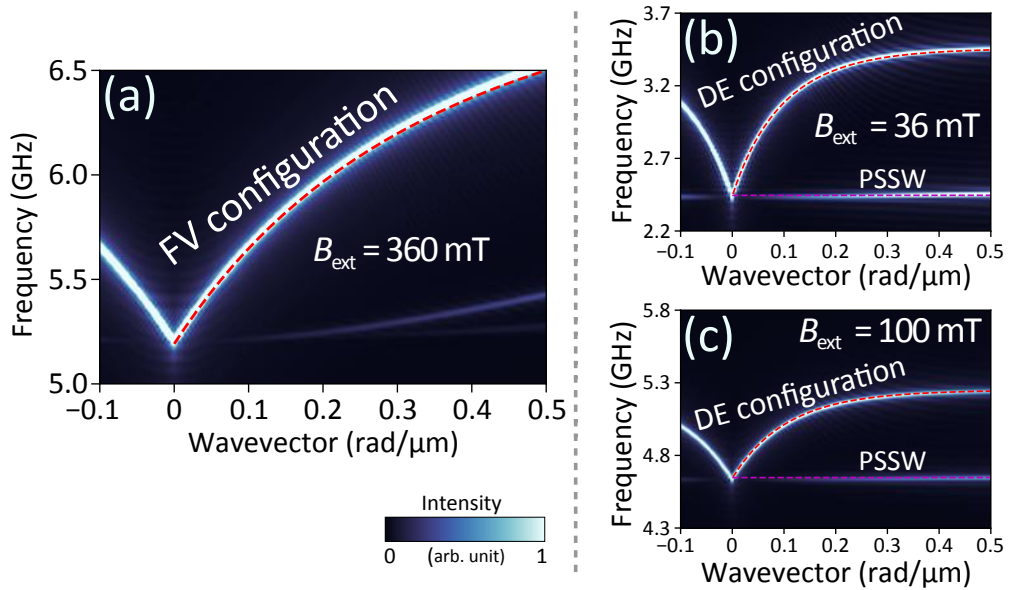 (a)
6.5
6.0
5.5
5.0
Frequency (GHz)
FV configuration
Bext = 360 mT
−0.1 0 0.1 0.2 0.3 0.4 0.5
Wavevector (rad/μm)
Intensity
0 (arb. unit) 1
(b)
3.7
3.2
2.7
2.2
Frequency (GHz)
DE configuration
Bext = 36 mT
PSSW
−0.1 0 0.1 0.2 0.3 0.4 0.5
Wavevector (rad/μm)
(c)
5.8
5.3
4.8
4.3
Frequency (GHz)
Bext = 100 mT
DE configuration
PSSW
−0.1 0 0.1 0.2 0.3 0.4 0.5
Wavevector (rad/μm)